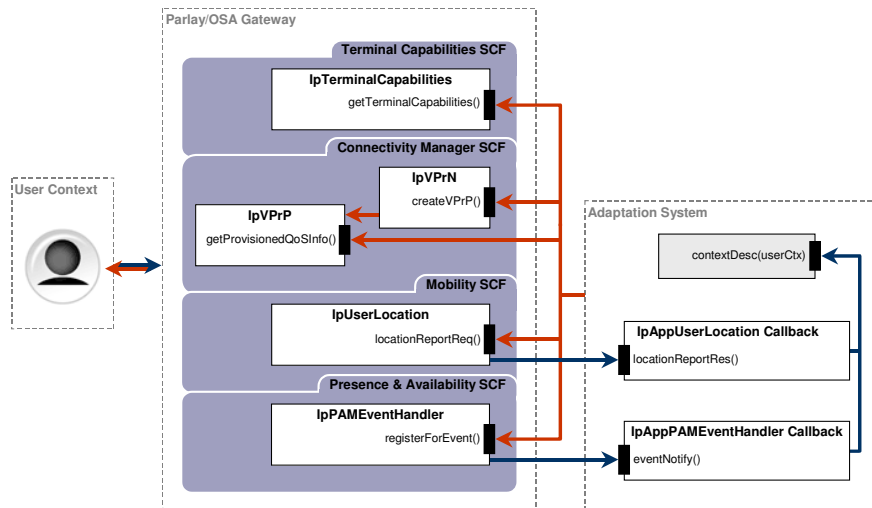 Parlay/OSA Gateway
Terminal Capabilities SCF
IpTerminalCapabilities
getTerminalCapabilities()
Connectivity Manager SCF
IpVPrN
createVPrP()
IpVPrP
getProvisionedQoSInfo()
User Context
Adaptation System
contextDesc(userCtx)
Mobility SCF
IpUserLocation
locationReportReq()
IpAppUserLocation Callback
locationReportRes()
Presence & Availability SCF
IpPAMEventHandler
registerForEvent()
IpAppPAMEventHandler Callback
eventNotify()